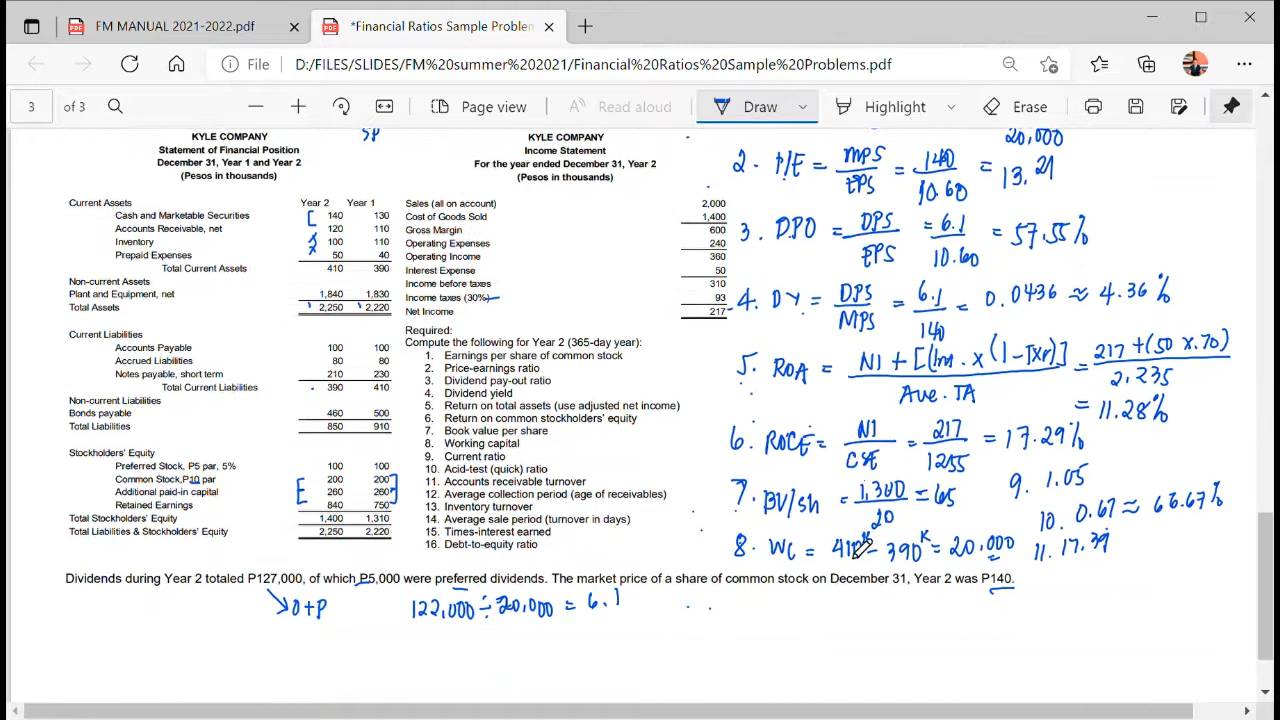 FM MANUAL 2021-2022.pdf
*Financial Ratios Sample Problem
File
D:/FILES/SLIDES/FM%20summer%202021/Financial%20Ratios%20Sample%20Problems.pdf
3 of 3
Page view
Read aloud
Draw
Highlight
Erase
SP
KYLE COMPANY
Statement of Financial Position
December 31, Year 1 and Year 2
(Pesos in thousands)
Current Assets Year 2 Year 1
Cash and Marketable Securities 140 130
Accounts Receivable, net 120 110
Inventory 100 110
Prepaid Expenses 50 40
Total Current Assets 410 390
Non-current Assets
Plant and Equipment, net 1,840 1,830
Total Assets 2,250 2,220
Current Liabilities
Accounts Payable 100 100
Accrued Liabilities 80 80
Notes payable, short term 210 230
Total Current Liabilities 390 410
Non-current Liabilities
Bonds payable 460 500
Total Liabilities 850 910
Stockholders' Equity
Preferred Stock, P5 par, 5% 100 100
Common Stock,P10 par 200 200
Additional paid-in capital 260 260
Retained Earnings 840 750
Total Stockholders' Equity 1,400 1,310
Total Liabilities & Stockholders' Equity 2,250 2,220
KYLE COMPANY
Income Statement
For the year ended December 31, Year 2
(Pesos in thousands)
Sales (all on account) 2,000
Cost of Goods Sold 1,400
Gross Margin 600
Operating Expenses 240
Operating Income 360
Interest Expense 50
Income before taxes 310
Income taxes (30%) 93
Net Income 217
Required:
Compute the following for Year 2 (365-day year):
1. Earnings per share of common stock
2. Price-earnings ratio
3. Dividend pay-out ratio
4. Dividend yield
5. Return on total assets (use adjusted net income)
6. Return on common stockholders' equity
7. Book value per share
8. Working capital
9. Current ratio
10. Acid-test (quick) ratio
11. Accounts receivable turnover
12. Average collection period (age of receivables)
13. Inventory turnover
14. Average sale period (turnover in days)
15. Times-interest earned
16. Debt-to-equity ratio
20,000
2. P/E = MPS/EPS = 140/10.60 = 13.21
3. DPO = DPS/EPS = 6.1/10.60 = 57.55%
4. DY = DPS/MPS = 6.1/140 = 0.0436 ≈ 4.36%
5. ROA = NI + [(Int. x (1-Txr)]/Ave. TA = 217 + (50 x .70)/2,235
= 11.28%
6. ROCE = NI/CSE = 217/1255 = 17.29%
7. BV/sh = 1,300/20 = 65
8. WC = 410K - 390K = 20,000
9. 1.05
10. 0.67 ≈ 66.67%
11. 17.39
Dividends during Year 2 totaled P127,000, of which P5,000 were preferred dividends. The market price of a share of common stock on December 31, Year 2 was P140.
O+P 122,000 ÷ 20,000 = 6.1